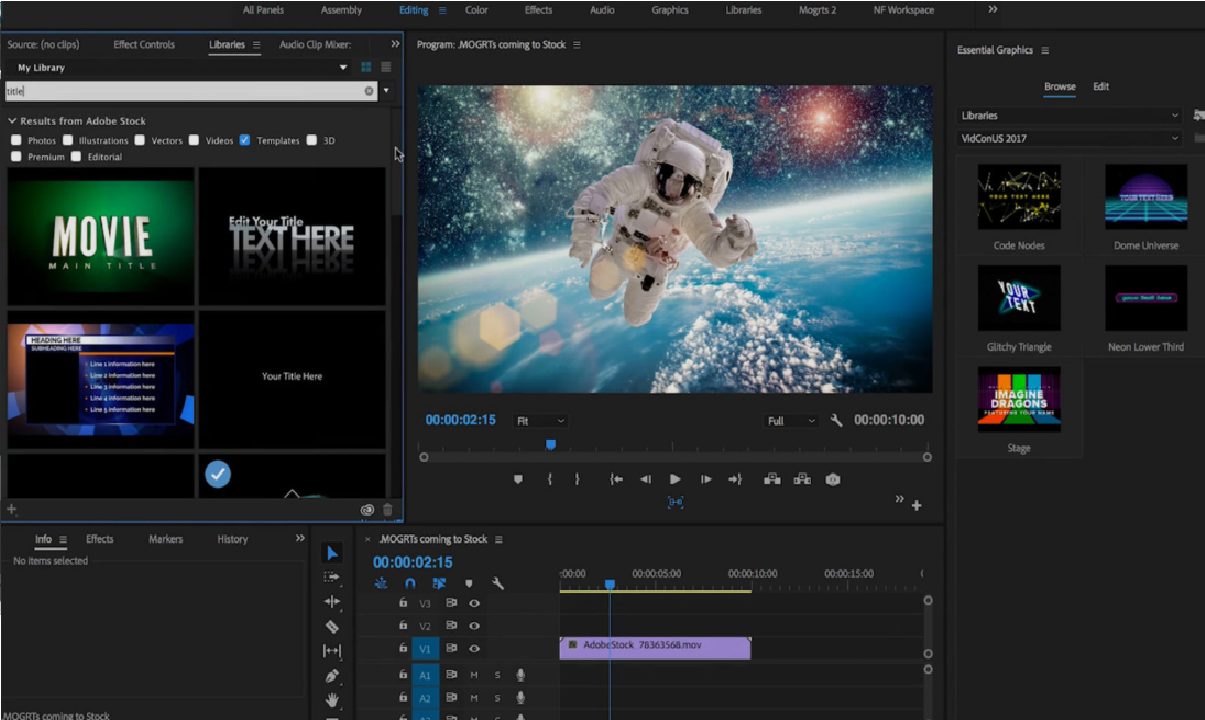 All Panels Assembly Editing Color Effects Audio Graphics Libraries Mogrts 2 NF Workspace
Source: (no clips) Effect Controls Libraries Audio Clip Mixer:
My Library
title
Results from Adobe Stock
Photos Illustrations Vectors Videos Templates 3D
Premium Editorial
MOVIE
MAIN TITLE
Edit Your Title
TEXT HERE
HEADING HERE
SUBHEADING HERE
Line 1 information here
Line 2 information here
Line 3 information here
Line 4 information here
Line 5 information here
Your Title Here
Program: .MOGRTs coming to Stock
00:00:02:15 Fit Full 00:00:10:00
Essential Graphics
Browse Edit
Libraries
VidConUS 2017
YOUR TEXT HERE
Code Nodes
YOUR TEXT HERE
Dome Universe
YOUR
TEXT
Glitchy Triangle
Neon Lower Third
IMAGINE
DRAGONS
FEATURING YOUR NAME
Stage
Info Effects Markers History
No items selected
.MOGRTs coming to Stock
.MOGRTs coming to Stock
00:00:02:15
:00:00 00:00:05:00 00:00:10:00 00:00:15:00
V3
V2
V1 AdobeStock_78363568.mov
A1 M S
A2 M S